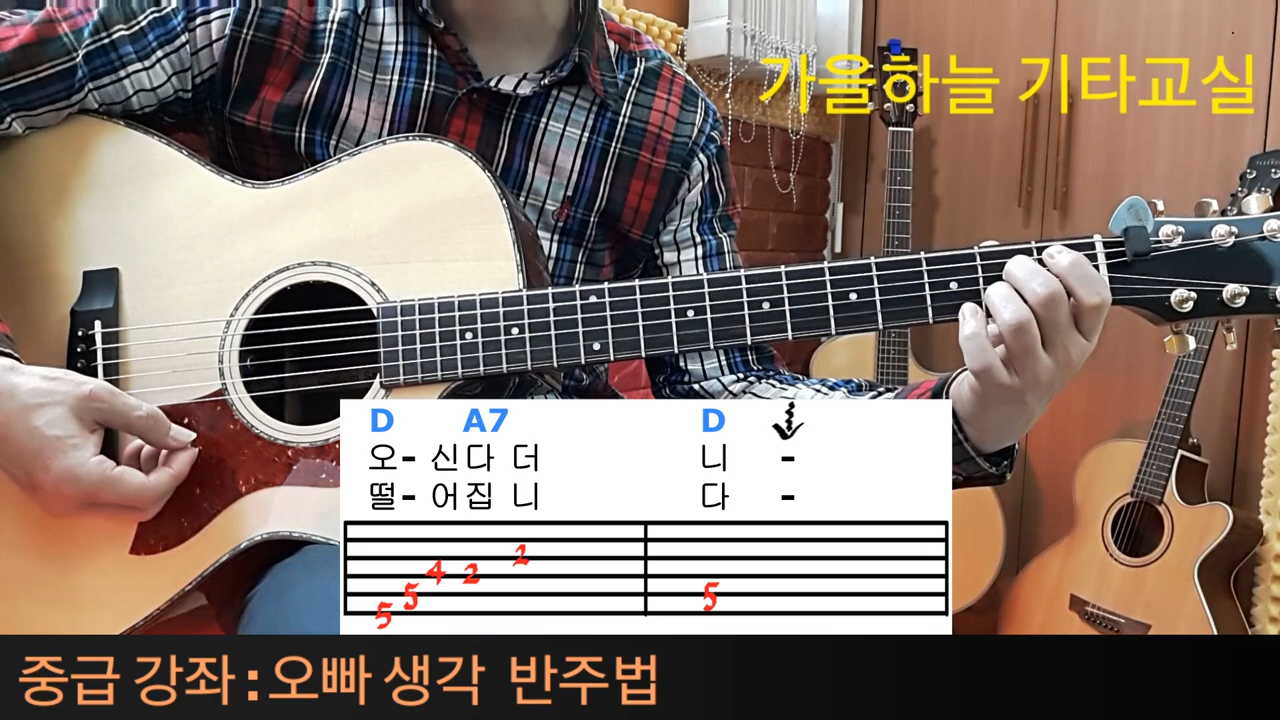 가을하늘 기타교실
D A7 D
오- 신다 더 니 -
떨- 어집 니 다 -
5 5 4 2 2 5
중급 강좌 : 오빠 생각 반주법